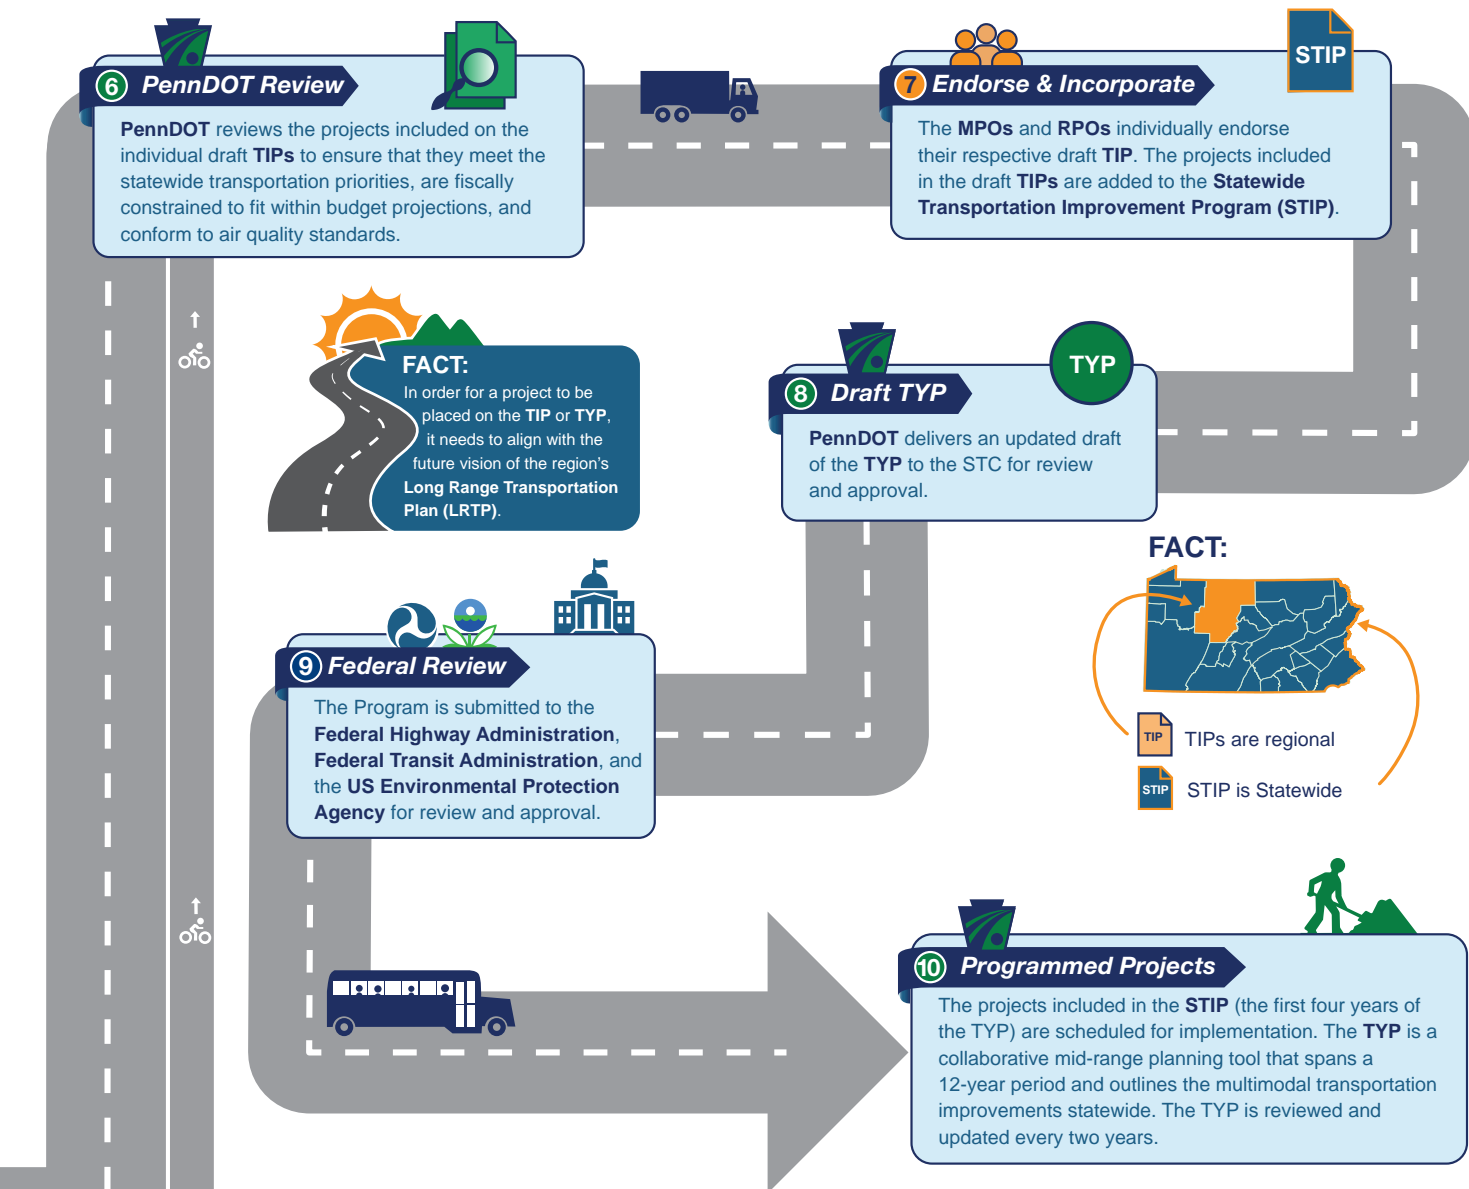 6 PennDOT Review
PennDOT reviews the projects included on the
individual draft TIPs to ensure that they meet the
statewide transportation priorities, are fiscally
constrained to fit within budget projections, and
conform to air quality standards.
STIP
7 Endorse & Incorporate
The MPOs and RPOs individually endorse
their respective draft TIP. The projects included
in the draft TIPs are added to the Statewide
Transportation Improvement Program (STIP).
FACT:
In order for a project to be
placed on the TIP or TYP,
it needs to align with the
future vision of the region's
Long Range Transportation
Plan (LRTP).
TYP
8 Draft TYP
PennDOT delivers an updated draft
of the TYP to the STC for review
and approval.
FACT:
TIP TIPs are regional
STIP STIP is Statewide
9 Federal Review
The Program is submitted to the
Federal Highway Administration,
Federal Transit Administration, and
the US Environmental Protection
Agency for review and approval.
10 Programmed Projects
The projects included in the STIP (the first four years of
the TYP) are scheduled for implementation. The TYP is a
collaborative mid-range planning tool that spans a
12-year period and outlines the multimodal transportation
improvements statewide. The TYP is reviewed and
updated every two years.